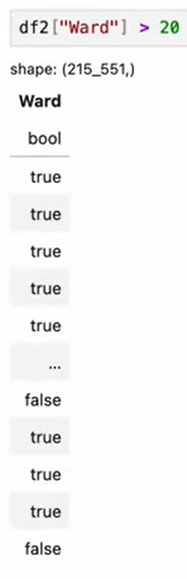 df2["Ward"] > 20
shape: (215_551,)
Ward
bool
true
true
true
true
true
...
false
true
true
true
false